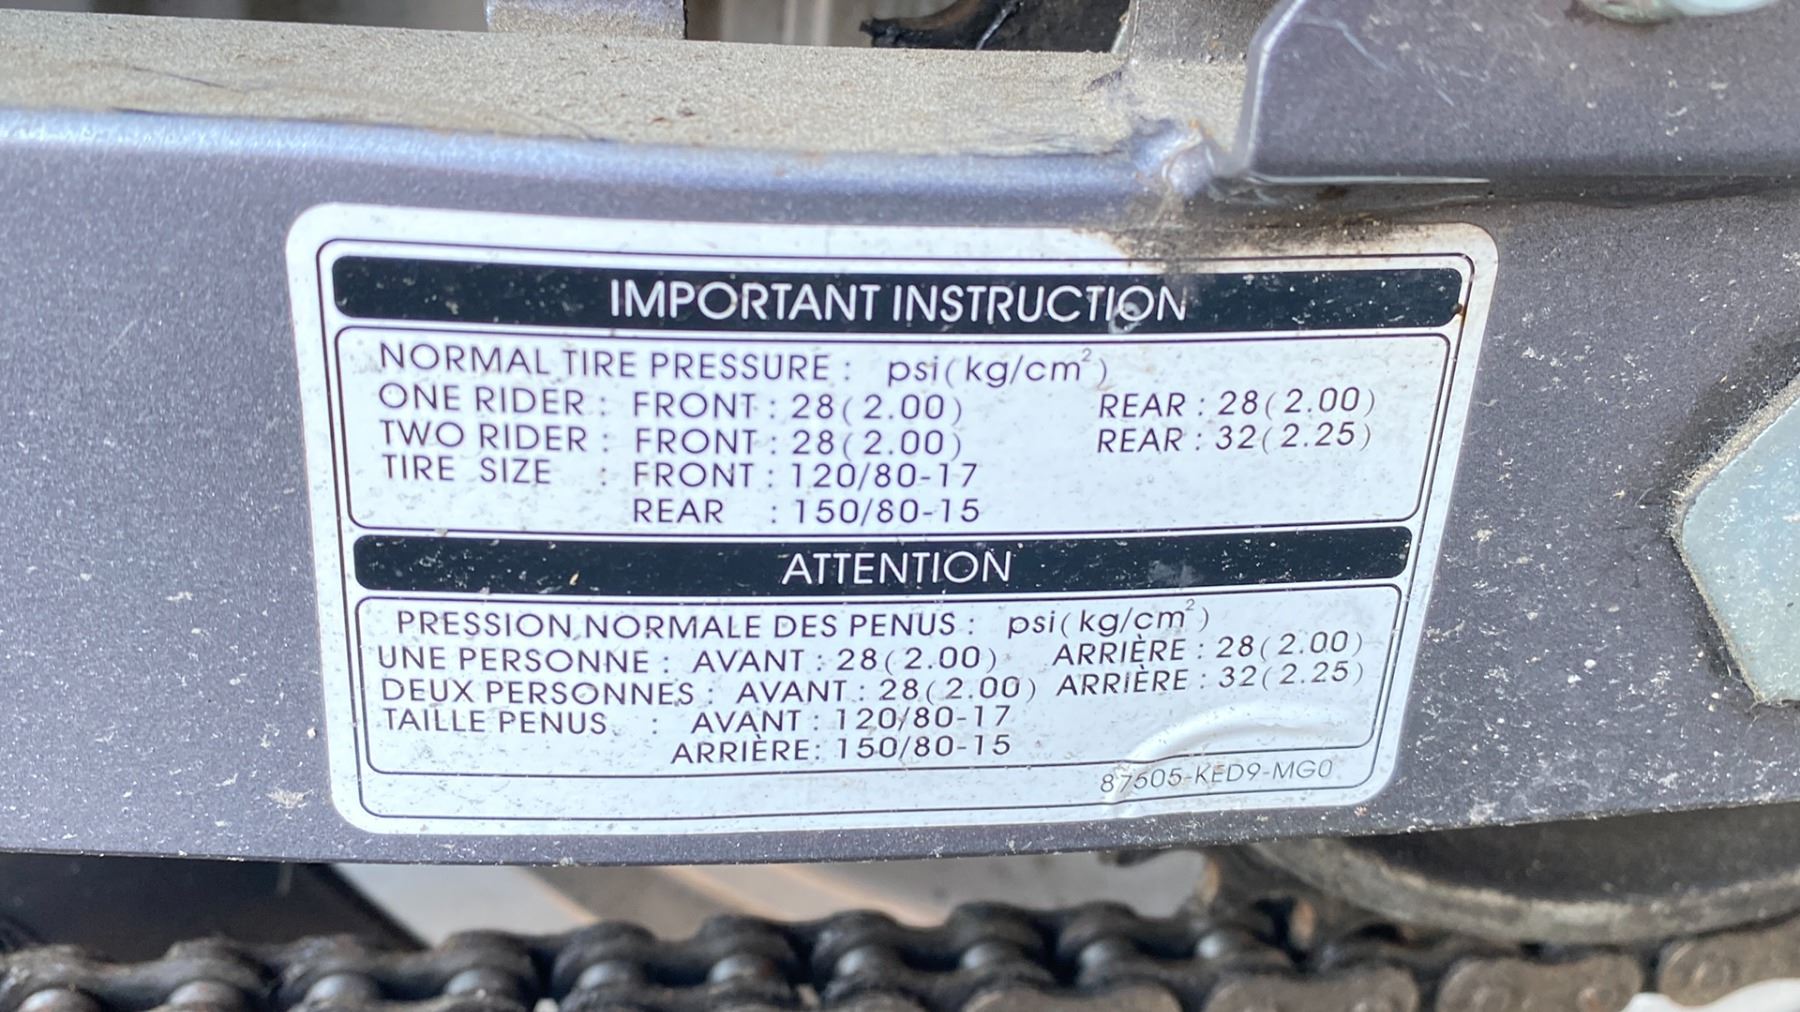 IMPORTANT INSTRUCTION
NORMAL TIRE PRESSURE : psi(kg/cm²)
ONE RIDER : FRONT : 28(2.00) REAR : 28(2.00)
TWO RIDER : FRONT : 28(2.00) REAR : 32(2.25)
TIRE SIZE : FRONT : 120/80-17
REAR : 150/80-15
ATTENTION
PRESSION NORMALE DES PENUS : psi(kg/cm²)
UNE PERSONNE : AVANT : 28(2.00) ARRIÈRE : 28(2.00)
DEUX PERSONNES : AVANT : 28(2.00) ARRIÈRE : 32(2.25)
TAILLE PENUS : AVANT : 120/80-17
ARRIÈRE: 150/80-15
87505-KED9-MG0